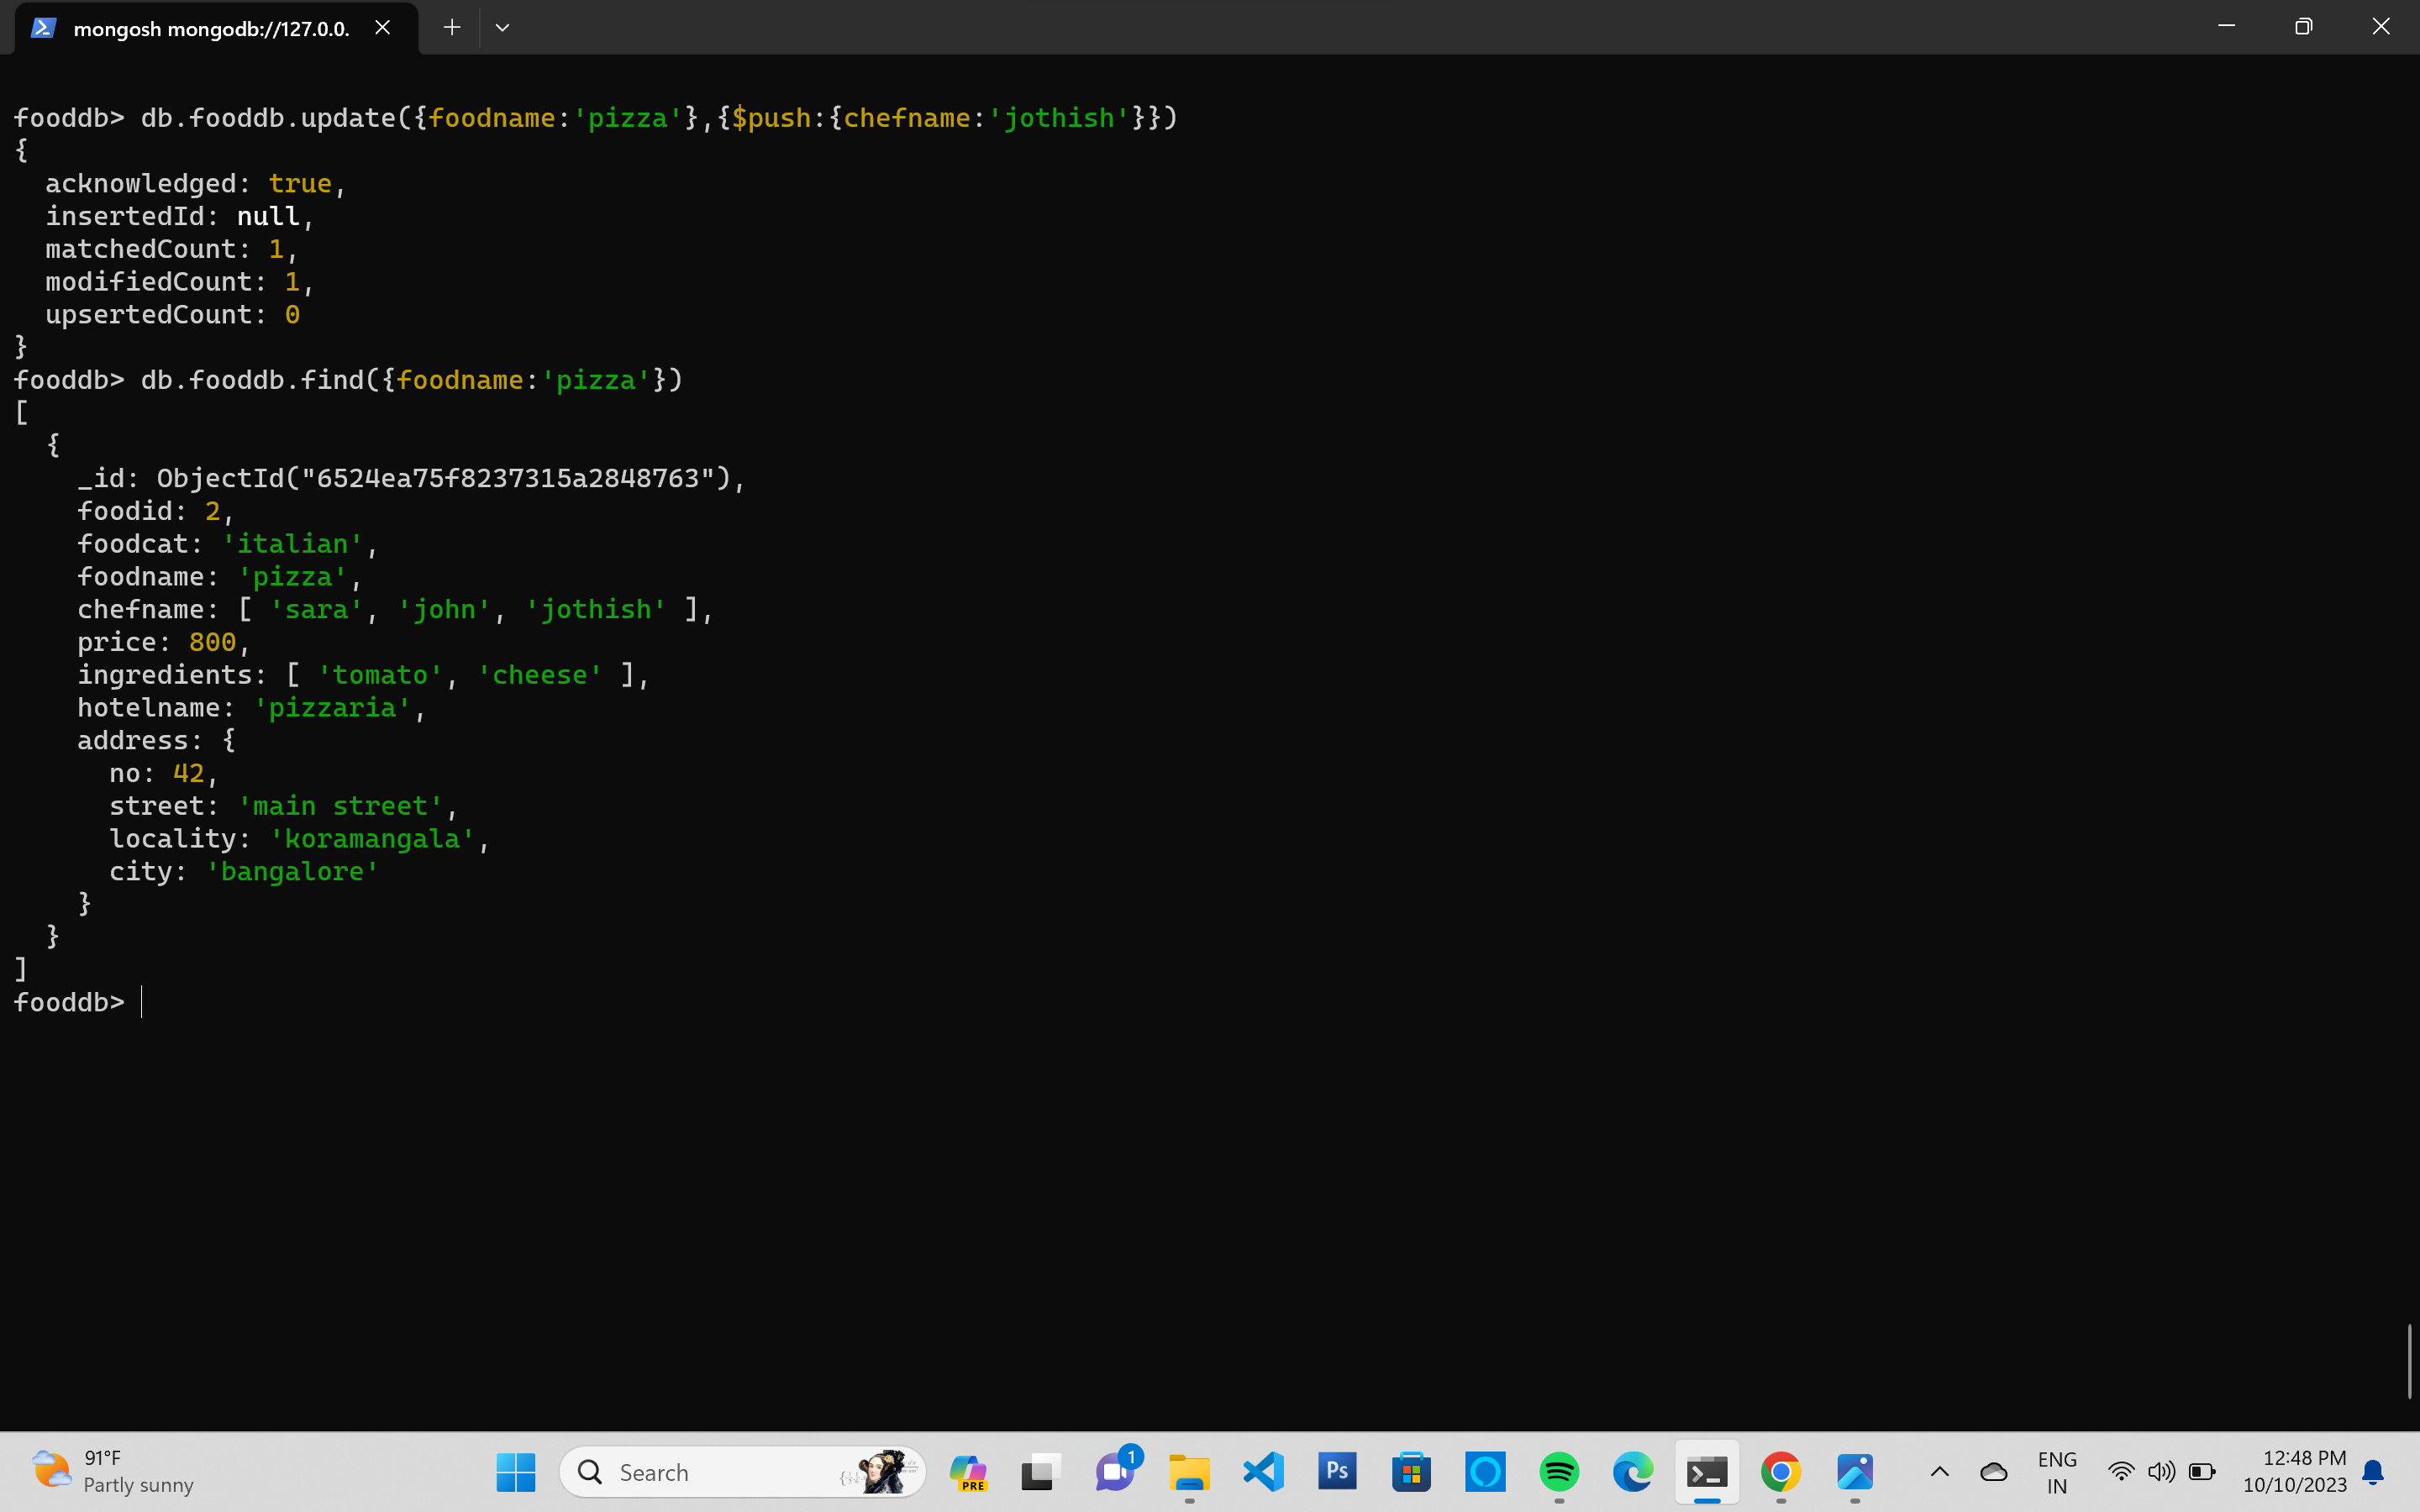 mongosh mongodb://127.0.0.
fooddb> db.fooddb.update({foodname:'pizza'},{$push:{chefname:'jothish'}})
{
  acknowledged: true,
  insertedId: null,
  matchedCount: 1,
  modifiedCount: 1,
  upsertedCount: 0
}
fooddb> db.fooddb.find({foodname:'pizza'})
[
  {
    _id: ObjectId("6524ea75f8237315a2848763"),
    foodid: 2,
    foodcat: 'italian',
    foodname: 'pizza',
    chefname: [ 'sara', 'john', 'jothish' ],
    price: 800,
    ingredients: [ 'tomato', 'cheese' ],
    hotelname: 'pizzaria',
    address: {
      no: 42,
      street: 'main street',
      locality: 'koramangala',
      city: 'bangalore'
    }
  }
]
fooddb>
91°F
Partly sunny
Search
PRE
1
Ps
ENG
IN
12:48 PM
10/10/2023